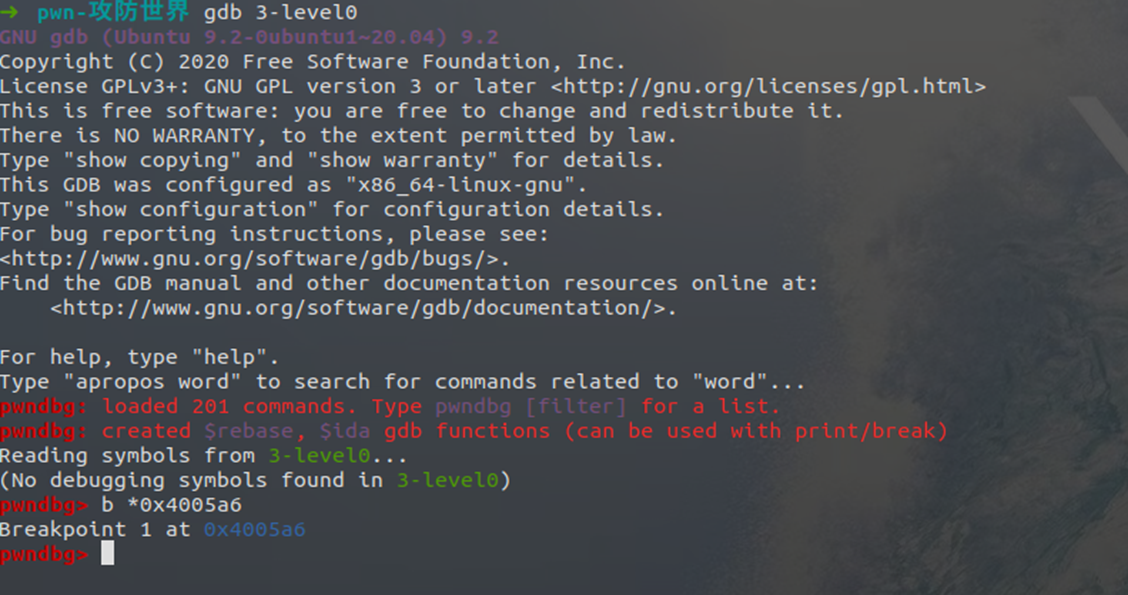 → pwn-攻防世界 gdb 3-level0
GNU gdb (Ubuntu 9.2-0ubuntu1~20.04) 9.2
Copyright (C) 2020 Free Software Foundation, Inc.
License GPLv3+: GNU GPL version 3 or later <http://gnu.org/licenses/gpl.html>
This is free software: you are free to change and redistribute it.
There is NO WARRANTY, to the extent permitted by law.
Type "show copying" and "show warranty" for details.
This GDB was configured as "x86_64-linux-gnu".
Type "show configuration" for configuration details.
For bug reporting instructions, please see:
<http://www.gnu.org/software/gdb/bugs/>.
Find the GDB manual and other documentation resources online at:
    <http://www.gnu.org/software/gdb/documentation/>.

For help, type "help".
Type "apropos word" to search for commands related to "word"...
pwndbg: loaded 201 commands. Type pwndbg [filter] for a list.
pwndbg: created $rebase, $ida gdb functions (can be used with print/break)
Reading symbols from 3-level0...
(No debugging symbols found in 3-level0)
pwndbg> b *0x4005a6
Breakpoint 1 at 0x4005a6
pwndbg>